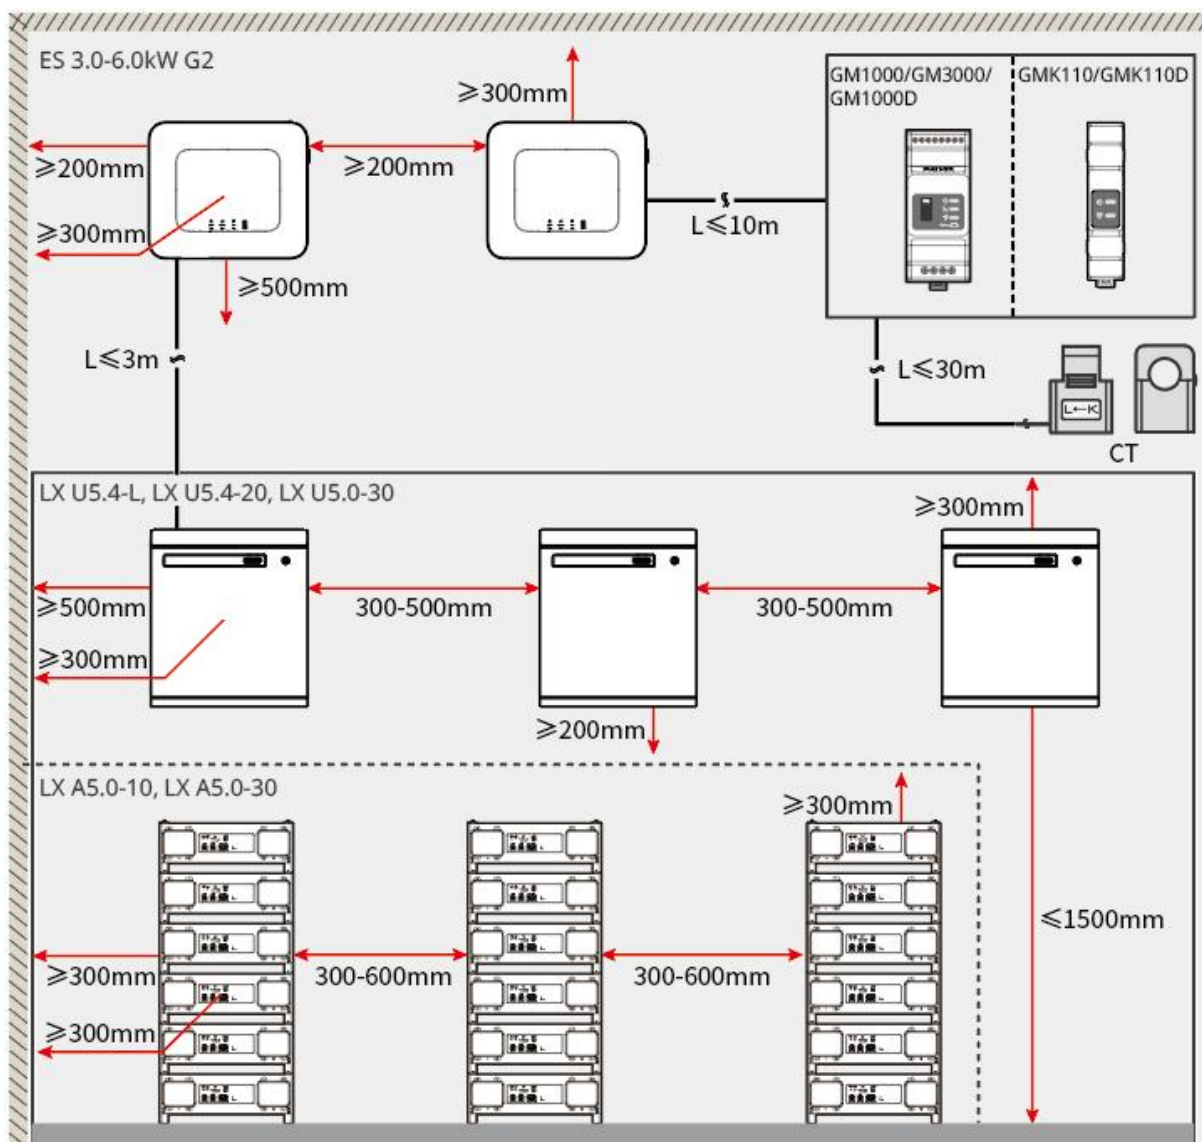 ES 3.0-6.0kW G2
≥300mm
GM1000/GM3000/
GM1000D
GMK110/GMK110D
≥200mm
≥200mm
≥300mm
L≤10m
≥500mm
L≤3m
L≤30m
L←K
CT
LX U5.4-L, LX U5.4-20, LX U5.0-30
≥300mm
≥500mm
300-500mm
300-500mm
≥300mm
≥200mm
LX A5.0-10, LX A5.0-30
≥300mm
≤1500mm
≥300mm
300-600mm
300-600mm
≥300mm